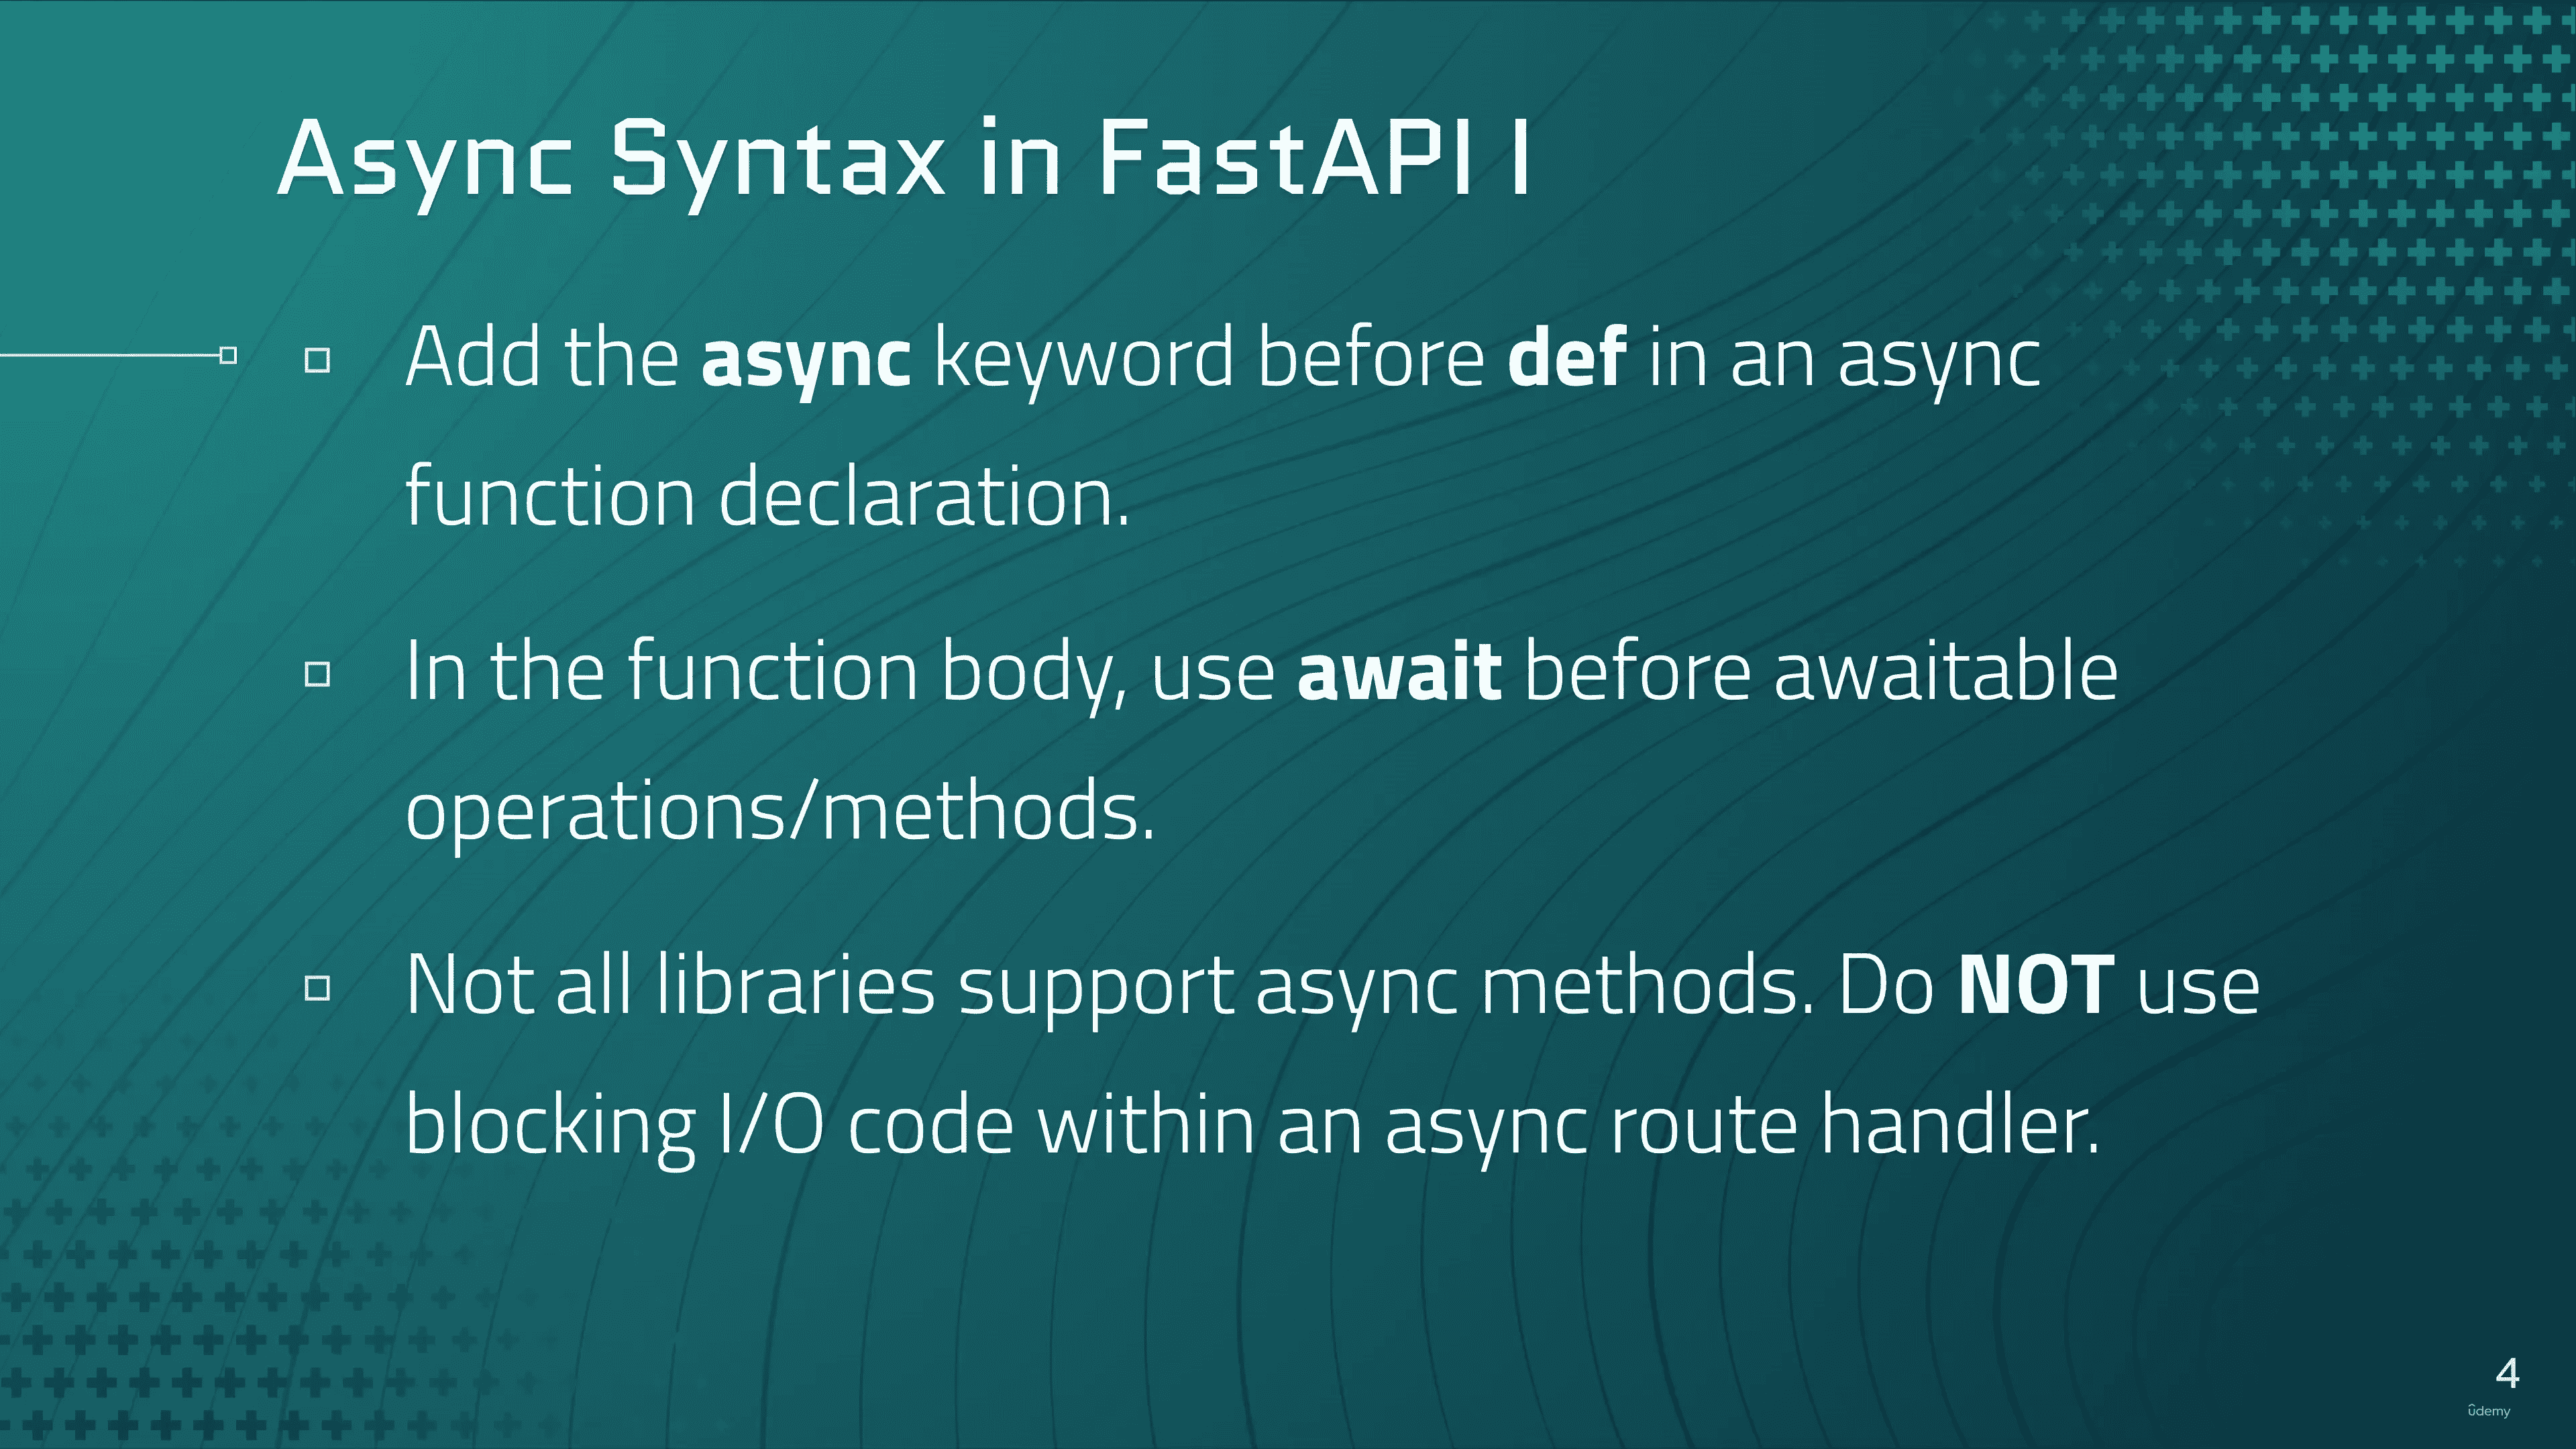 Async Syntax in FastAPI I
Add the async keyword before def in an async
function declaration.
In the function body, use await before awaitable
operations/methods.
Not all libraries support async methods. Do NOT use
blocking I/O code within an async route handler.
4
ûdemy